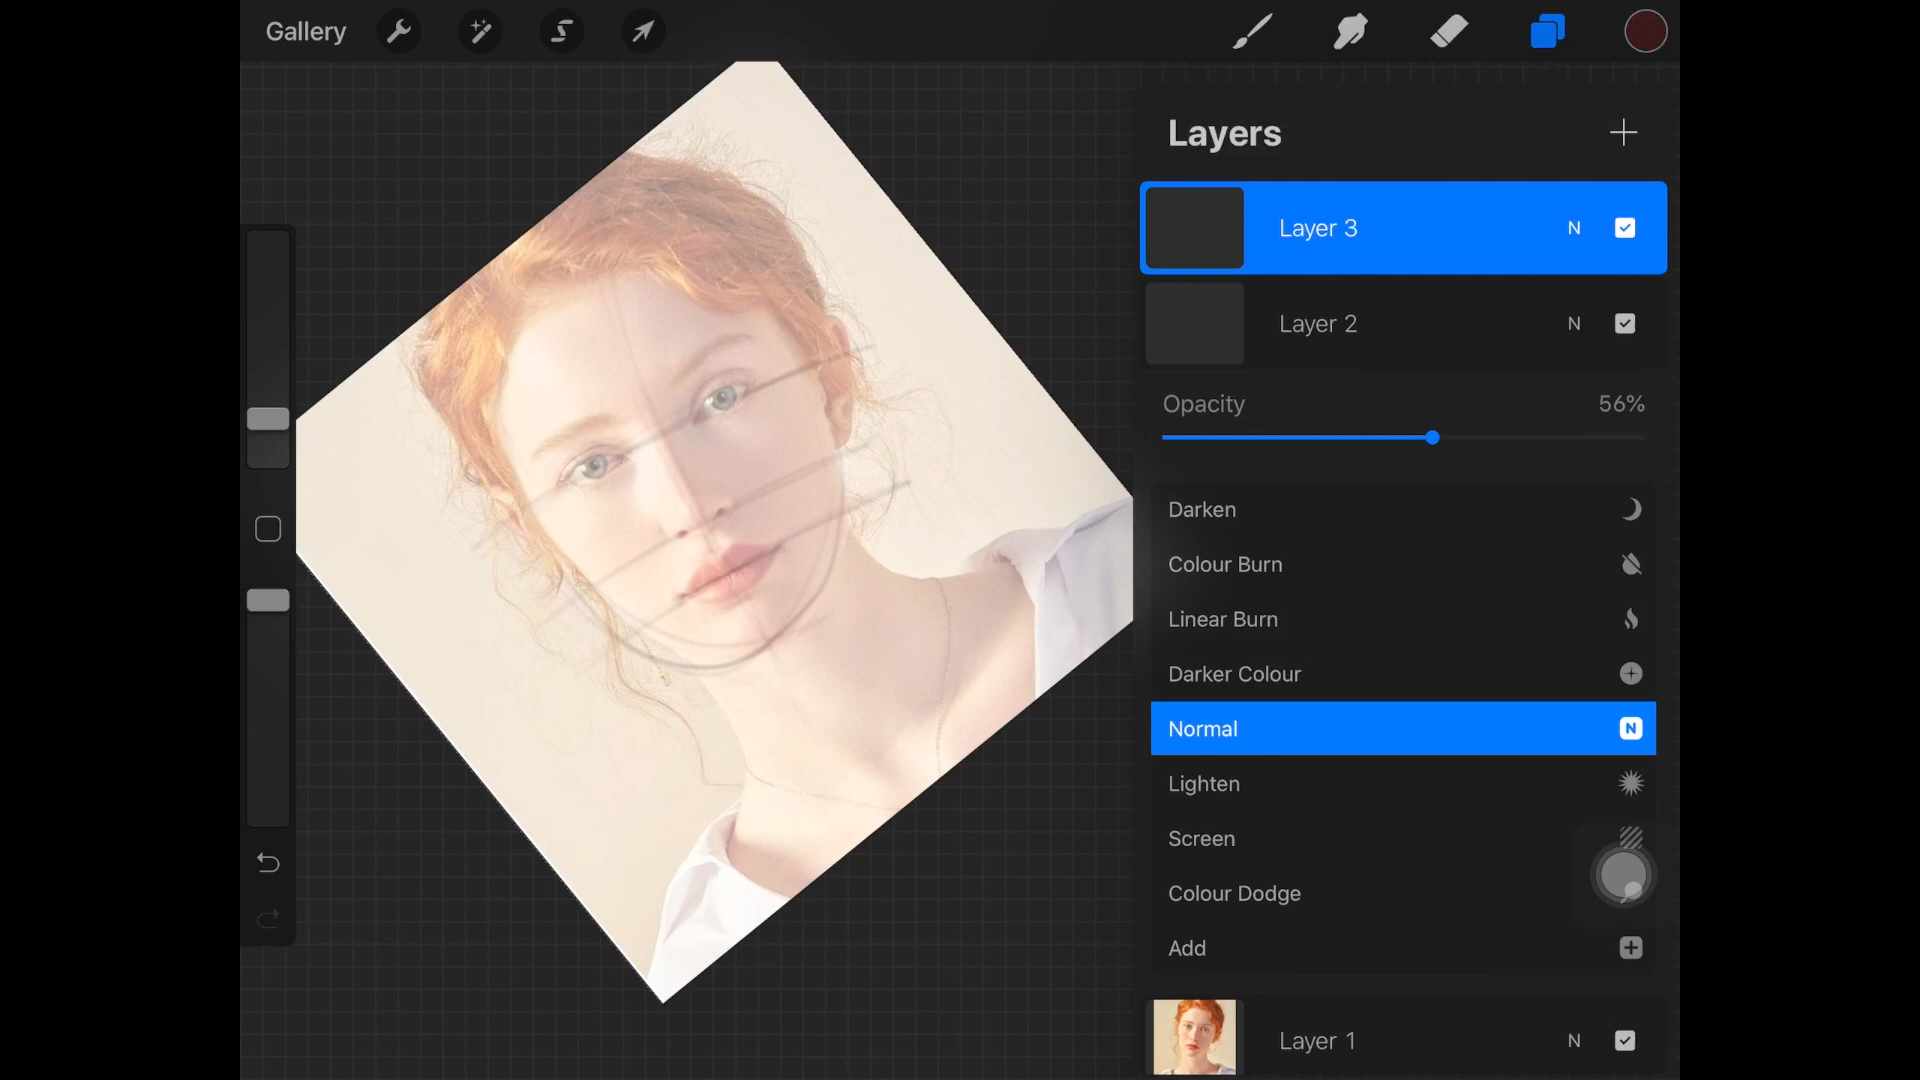 Gallery
Layers
Layer 3 N
Layer 2 N
Opacity 56%
Darken
Colour Burn
Linear Burn
Darker Colour
Normal N
Lighten
Screen
Colour Dodge
Add
Layer 1 N